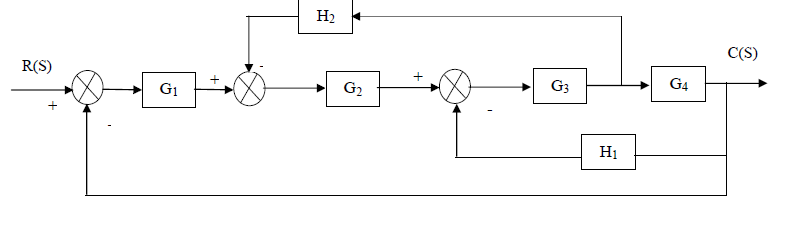 H2
C(S)
R(S)
-
+
+
G1
G2
G3
G4
+
-
-
H1